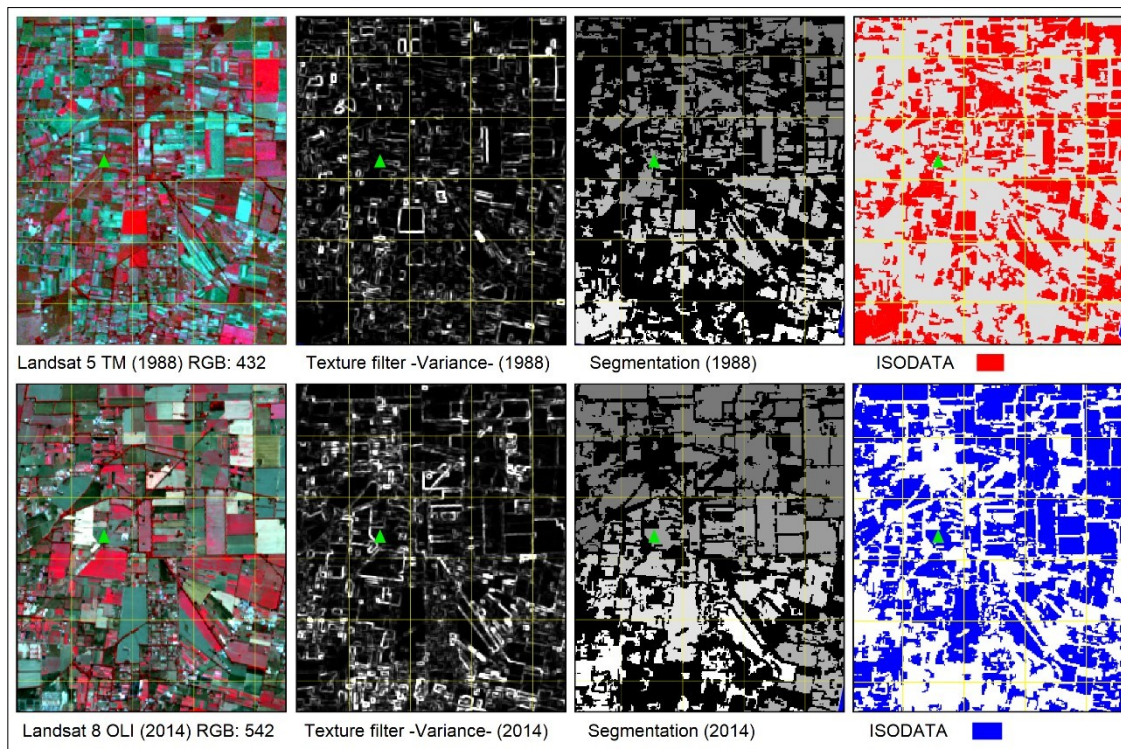 Landsat 5 TM (1988) RGB: 432
Texture filter -Variance- (1988)
Segmentation (1988)
ISODATA
Landsat 8 OLI (2014) RGB: 542
Texture filter -Variance- (2014)
Segmentation (2014)
ISODATA